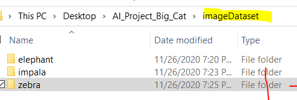 > This PC > Desktop > AI_Project_Big_Cat > imageDataset
Name Date modified Type
elephant 11/26/2020 7:20 P... File folder
impala 11/26/2020 7:23 P... File folder
zebra 11/26/2020 7:25 P... File folder